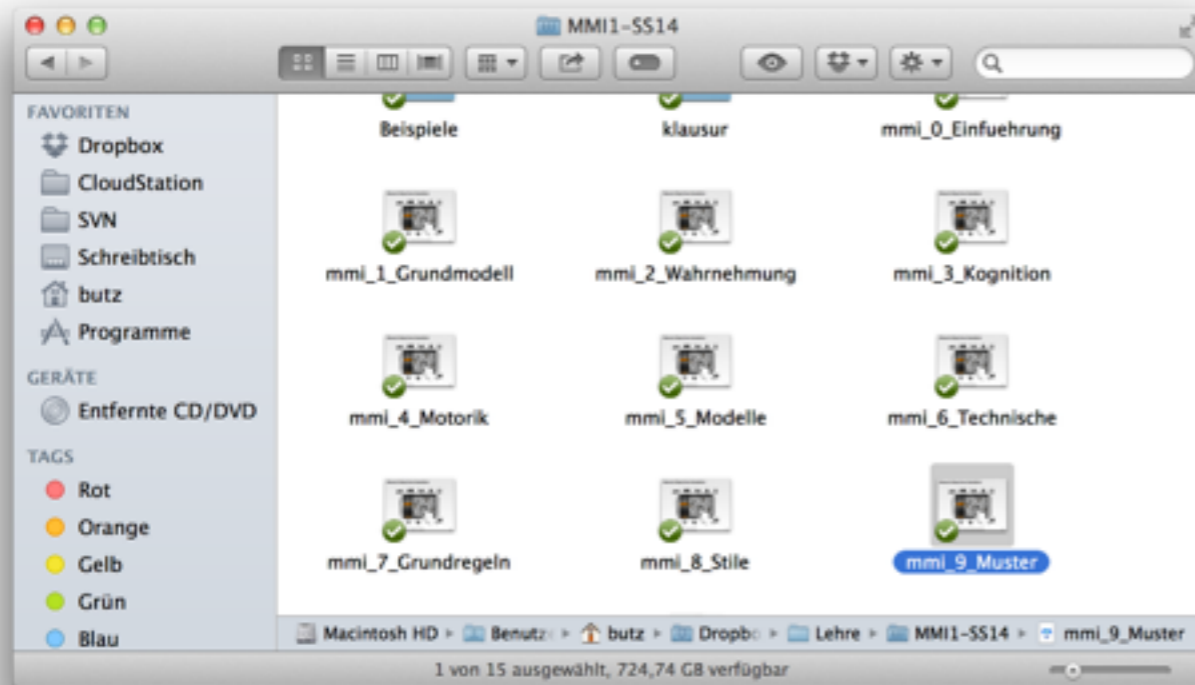 MMI1-SS14
FAVORITEN
Dropbox
CloudStation
SVN
Schreibtisch
butz
Programme
GERÄTE
Entfernte CD/DVD
TAGS
Rot
Orange
Gelb
Grün
Blau
Beispiele klausur mmi_0_Einfuehrung
mmi_1_Grundmodell mmi_2_Wahrnehmung mmi_3_Kognition
mmi_4_Motorik mmi_5_Modelle mmi_6_Technische
mmi_7_Grundregeln mmi_8_Stile mmi_9_Muster
Macintosh HD ▸ Benutz ▸ butz ▸ Dropbo ▸ Lehre ▸ MMI1-SS14 ▸ mmi_9_Muster
1 von 15 ausgewählt, 724,74 GB verfügbar